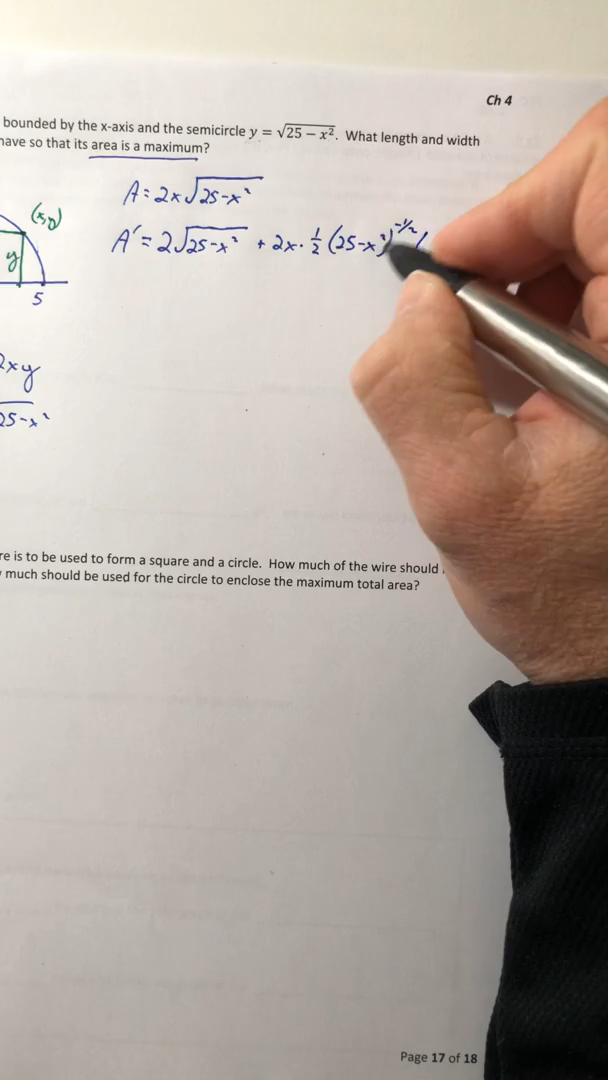 Ch 4
bounded by the x-axis and the semicircle y = √25 − x². What length and width
have so that its area is a maximum?
A = 2x√25-x²
(x,y)
A' = 2√25-x² + 2x · ½ (25-x²)^-1/2 (
y
5
2xy
25-x²
re is to be used to form a square and a circle. How much of the wire should
much should be used for the circle to enclose the maximum total area?
Page 17 of 18